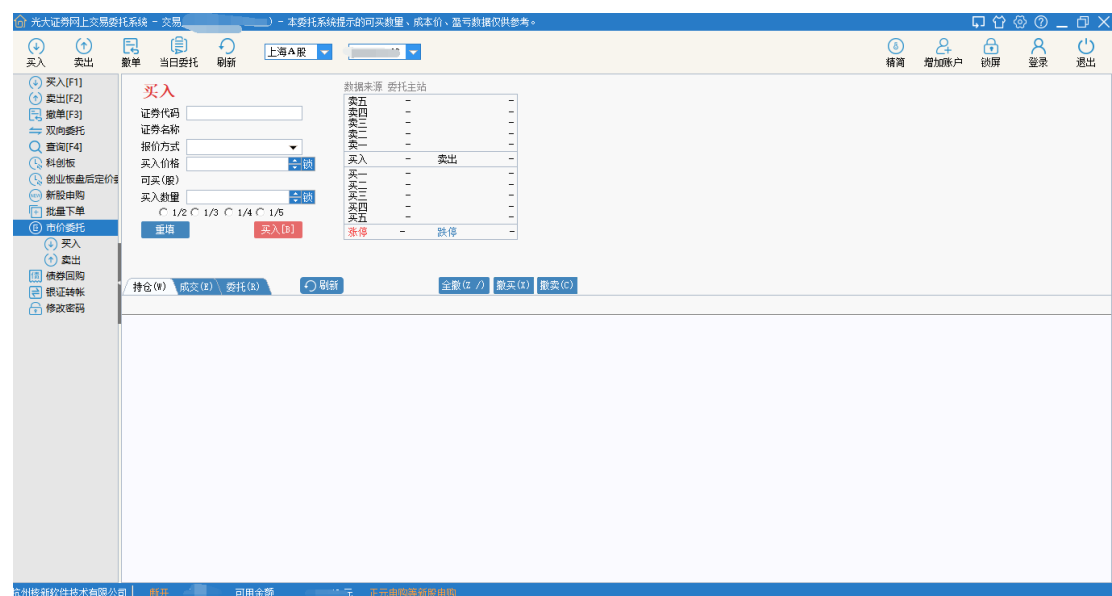 光大证券网上交易委托系统 - 交易 ) - 本委托系统提示的可买数量、成本价、盈亏数据仅供参考。
买入 卖出 撤单 当日委托 刷新 上海A股 精简 增加账户 锁屏 登录 退出
买入[F1]
卖出[F2]
撤单[F3]
双向委托
查询[F4]
科创板
创业板盘后定价
新股申购
批量下单
市价委托
买入
卖出
债券回购
银证转帐
修改密码
买入
证券代码
证券名称
报价方式
买入价格 锁
可买(股)
买入数量 锁
1/2 1/3 1/4 1/5
重填 买入[B]
数据来源 委托主站
卖五 - -
卖四 - -
卖三 - -
卖二 - -
卖一 - -
买入 - 卖出 -
买一 - -
买二 - -
买三 - -
买四 - -
买五 - -
涨停 - 跌停 -
持仓(W) 成交(E) 委托(R) 刷新 全撤(Z /) 撤买(X) 撤卖(C)
杭州核新软件技术有限公司 断开 可用金额 元 正元申购等新股申购